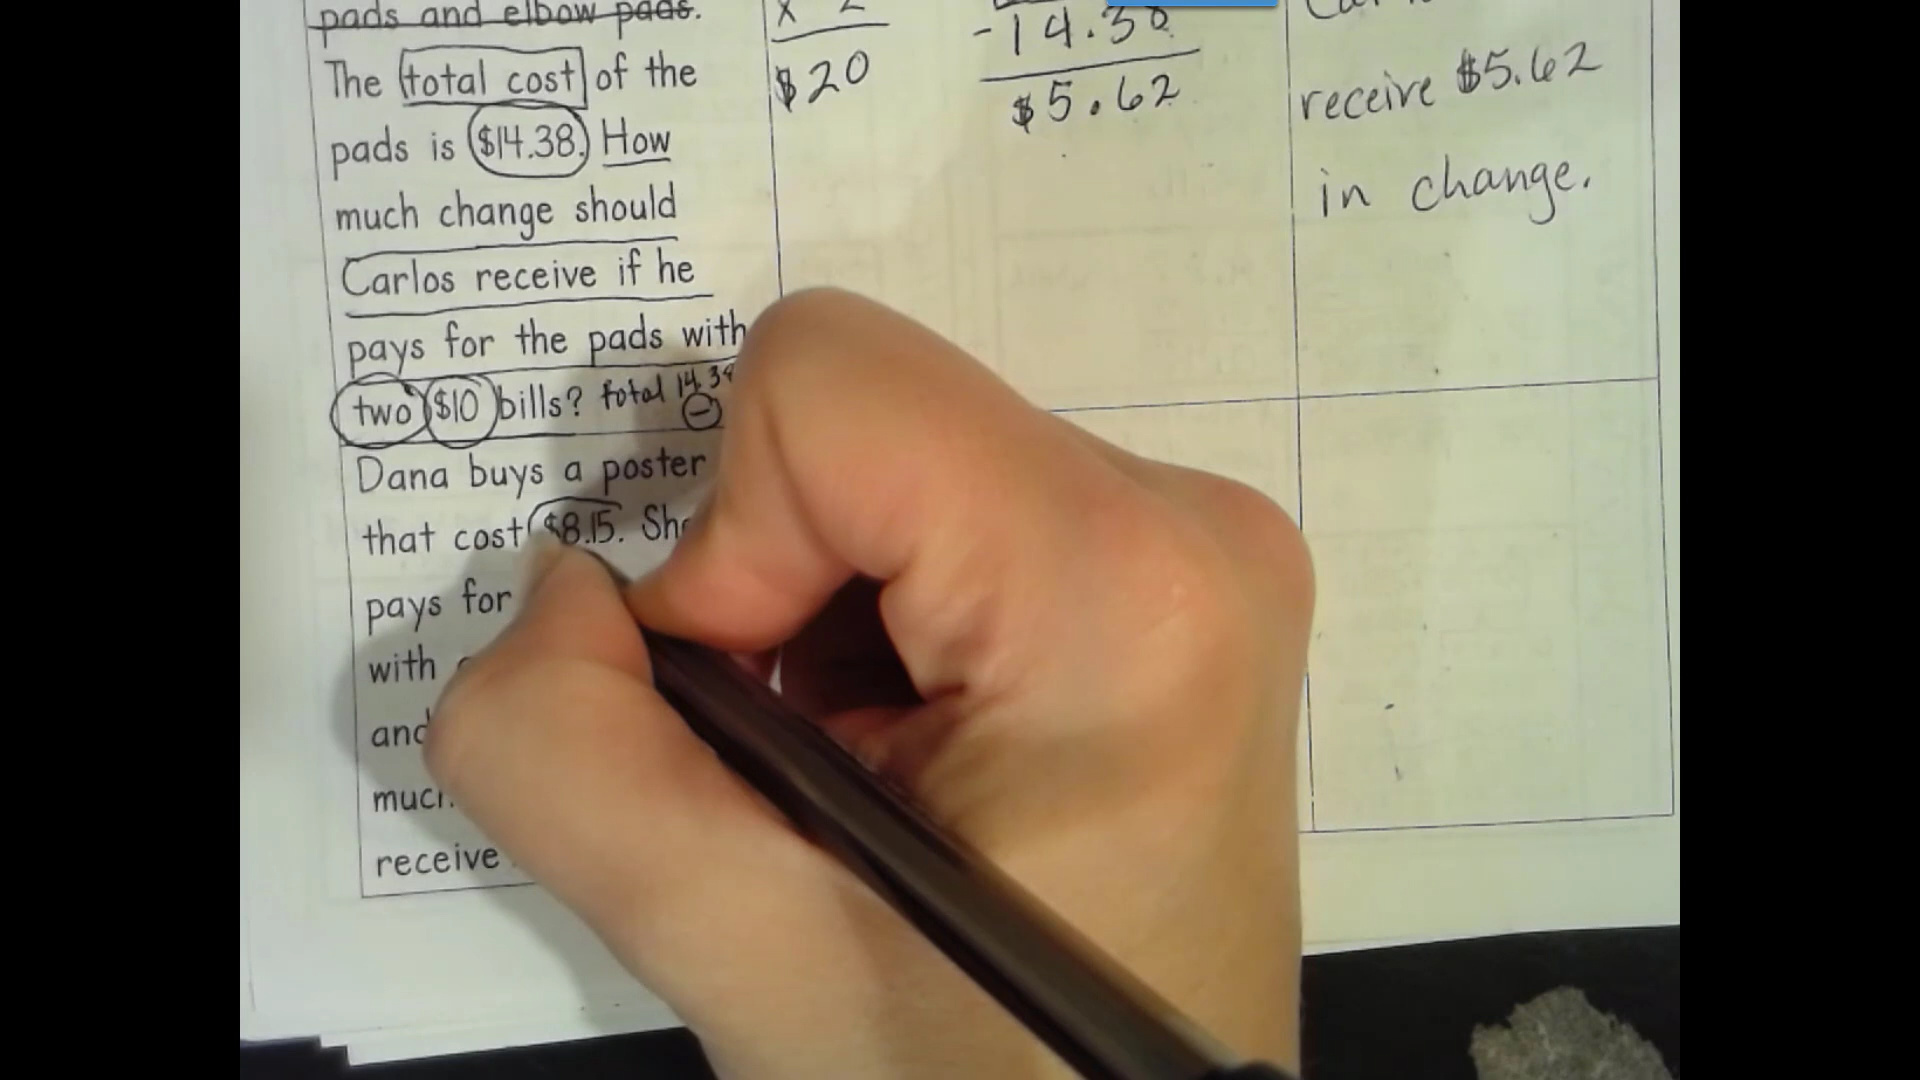 pads and elbow pads.
The total cost of the
pads is $14.38. How
much change should
Carlos receive if he
pays for the pads with
two $10 bills? total 14.38
−
Dana buys a poster
that cost $8.15. She
pays for
with
and
receive
x 2
$20
-14.38
$5.62
receive $5.62
in change.